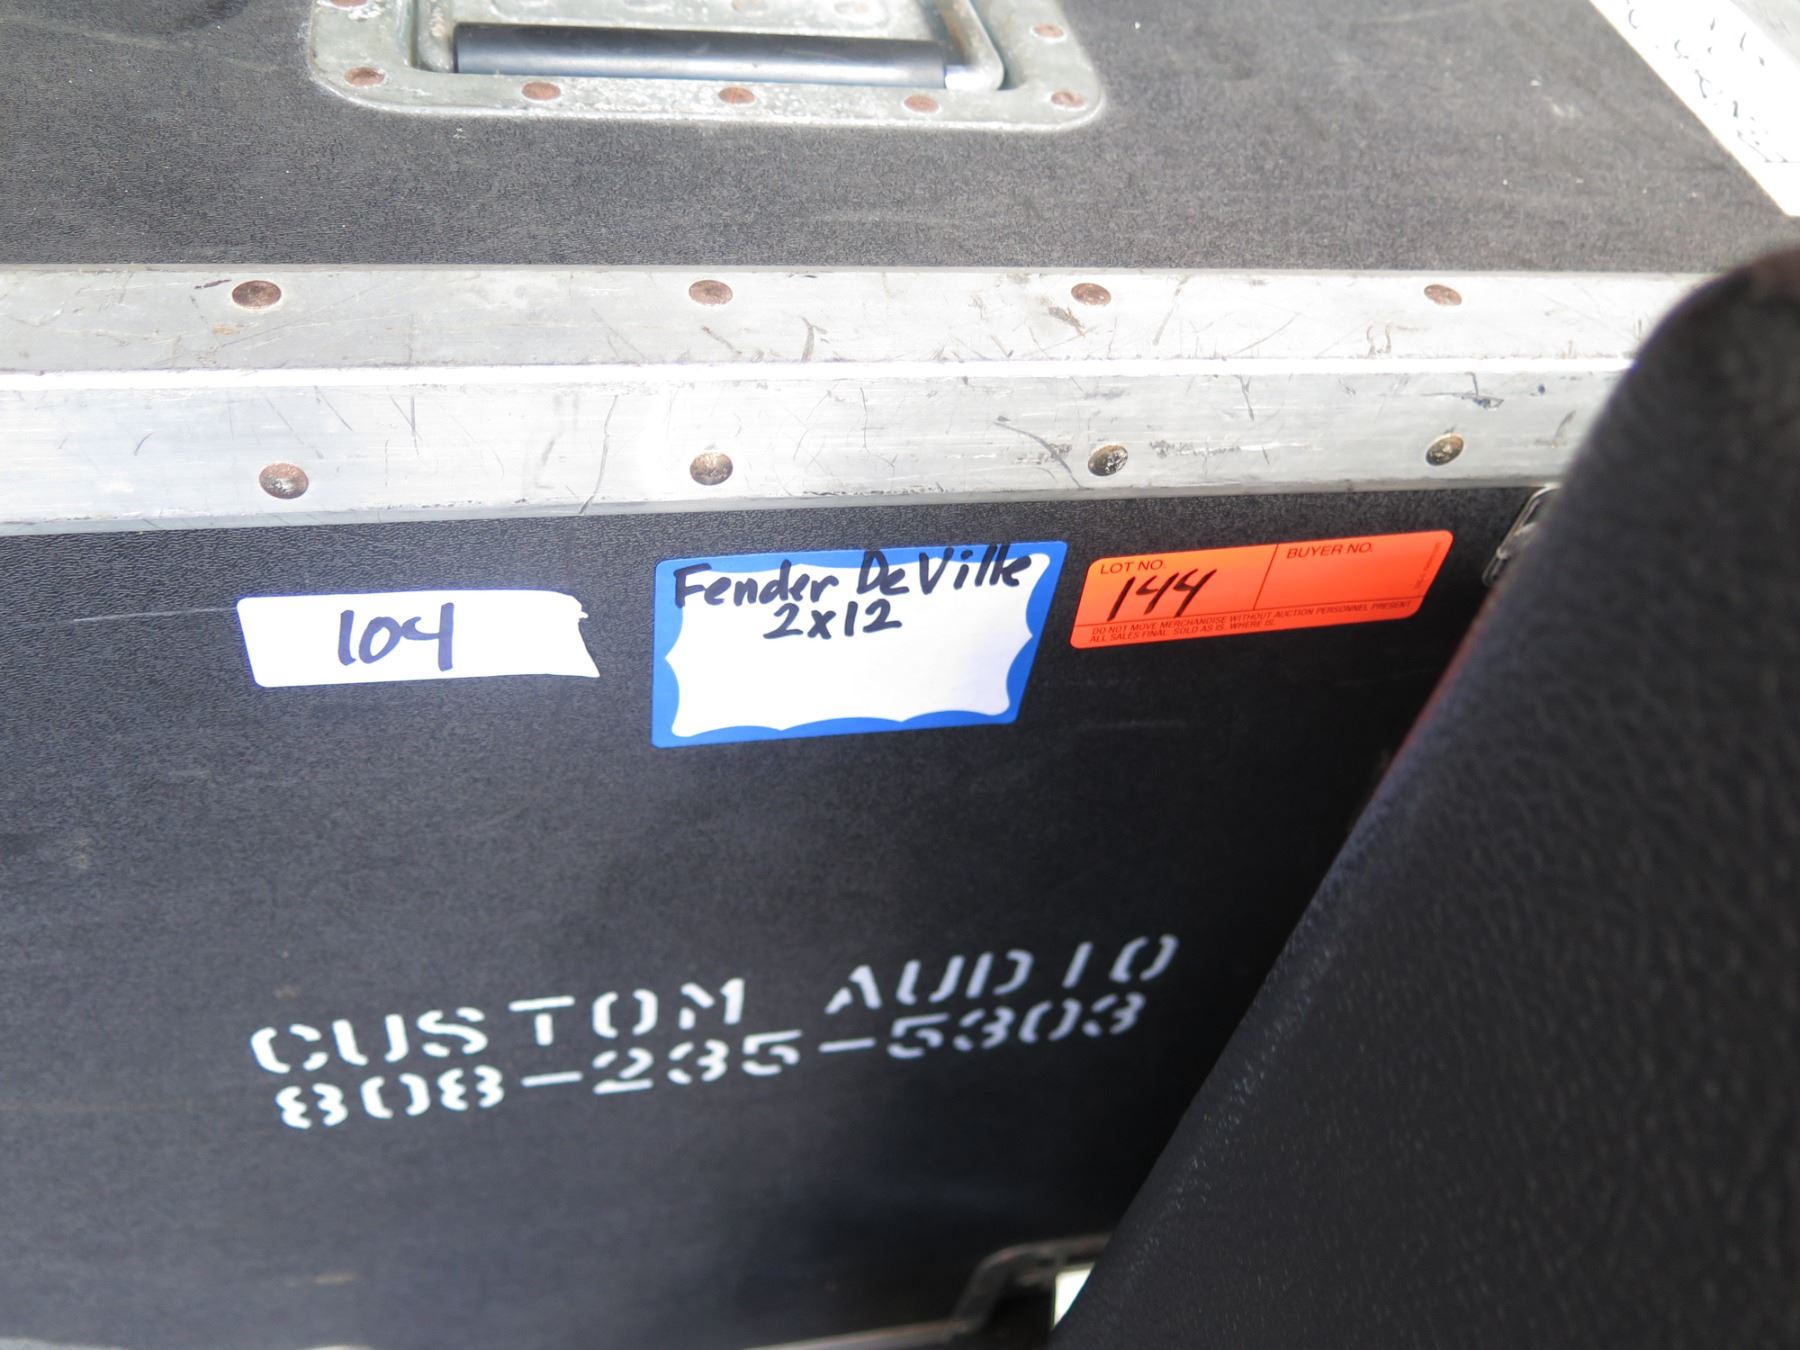 104
Fender DeVille
2x12
LOT NO.
144
BUYER NO.
DO NOT MOVE MERCHANDISE WITHOUT AUCTION PERSONNEL PRESENT
ALL SALES FINAL. SOLD AS IS. WHERE IS.
CUSTOM AUDIO
808-235-5303